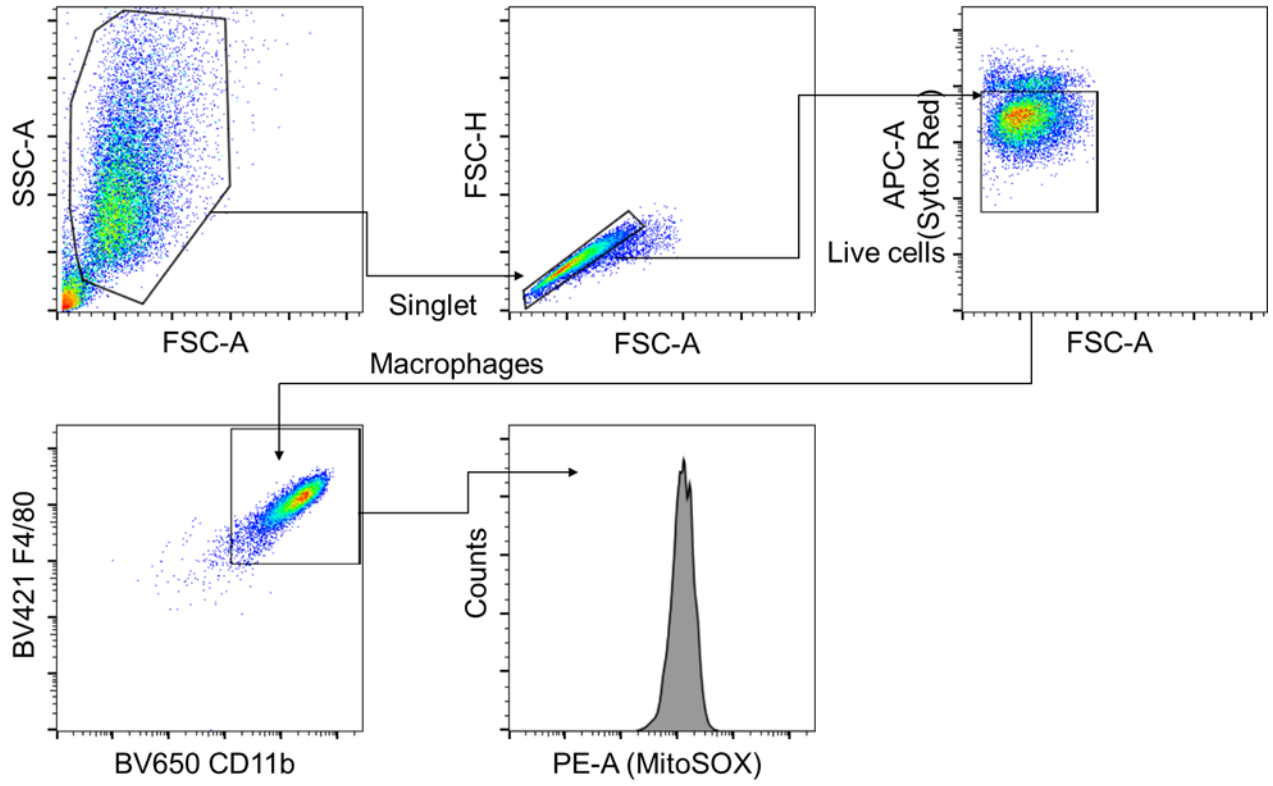 SSC-A
FSC-A
Singlet
FSC-H
FSC-A
APC-A
(Sytox Red)
Live cells
FSC-A
Macrophages
BV421 F4/80
BV650 CD11b
Counts
PE-A (MitoSOX)